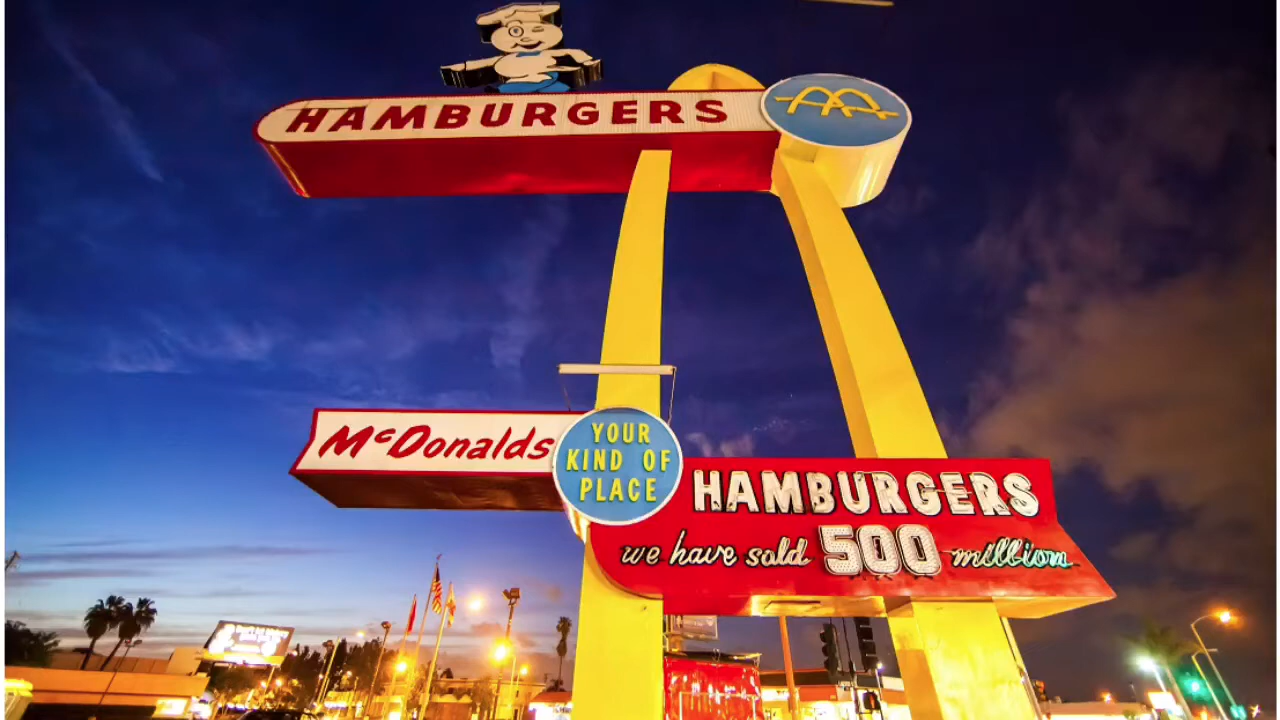 HAMBURGERS
McDonalds
YOUR
KIND OF
PLACE
HAMBURGERS
we have sold 500 million